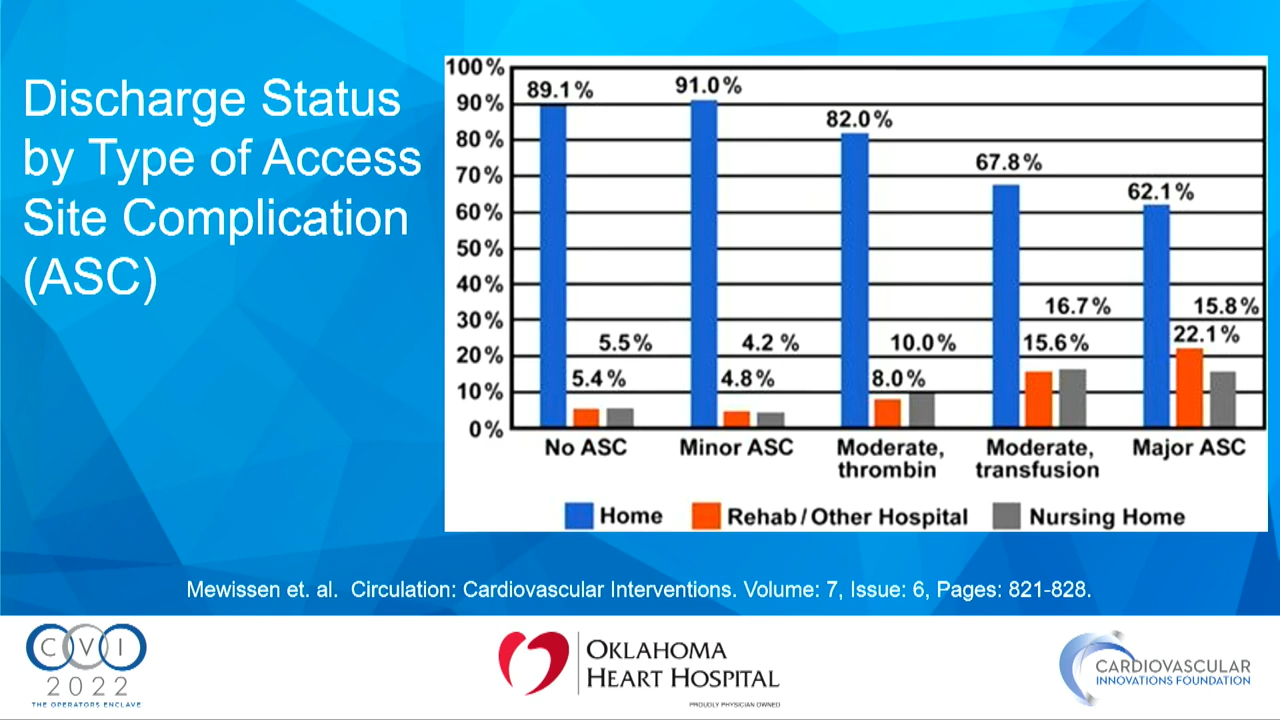 Discharge Status
by Type of Access
Site Complication
(ASC)
100%
90%
80%
70%
60%
50%
40%
30%
20%
10%
0%
89.1%
5.4%
5.5%
91.0%
4.8%
4.2%
82.0%
8.0%
10.0%
67.8%
15.6%
16.7%
62.1%
22.1%
15.8%
No ASC
Minor ASC
Moderate,
thrombin
Moderate,
transfusion
Major ASC
Home
Rehab/Other Hospital
Nursing Home
Mewissen et. al. Circulation: Cardiovascular Interventions. Volume: 7, Issue: 6, Pages: 821-828.
CVI
2022
THE OPERATORS ENCLAVE
OKLAHOMA
HEART HOSPITAL
PROUDLY PHYSICIAN OWNED
CARDIOVASCULAR
INNOVATIONS FOUNDATION